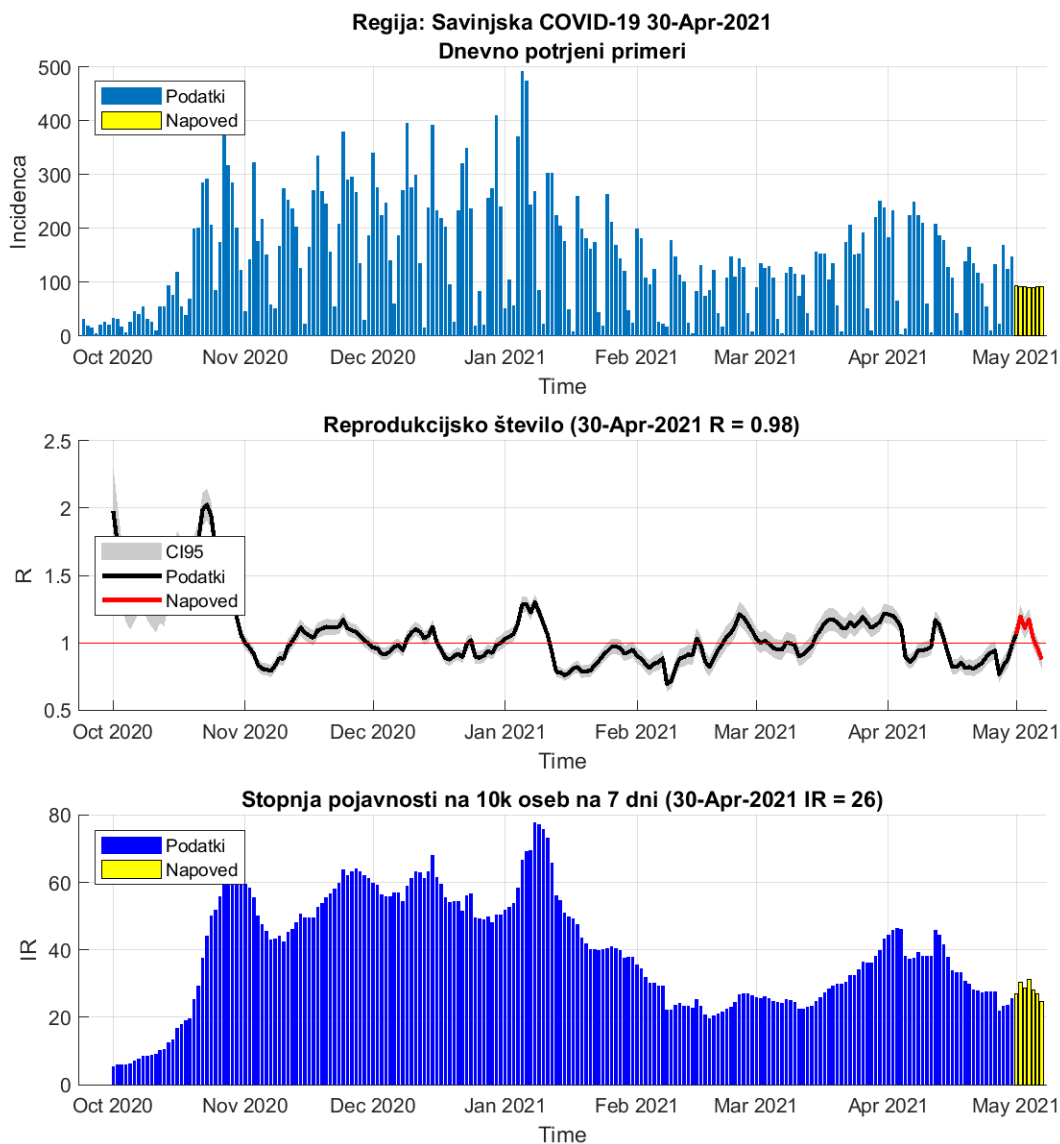 Regija: Savinjska COVID-19 30-Apr-2021
Dnevno potrjeni primeri
500
400
300
200
100
0
Incidenca
Podatki
Napoved
Oct 2020 Nov 2020 Dec 2020 Jan 2021 Feb 2021 Mar 2021 Apr 2021 May 2021
Time
Reprodukcijsko število (30-Apr-2021 R = 0.98)
2.5
2
1.5
1
0.5
R
CI95
Podatki
Napoved
Oct 2020 Nov 2020 Dec 2020 Jan 2021 Feb 2021 Mar 2021 Apr 2021 May 2021
Time
Stopnja pojavnosti na 10k oseb na 7 dni (30-Apr-2021 IR = 26)
80
60
40
20
0
IR
Podatki
Napoved
Oct 2020 Nov 2020 Dec 2020 Jan 2021 Feb 2021 Mar 2021 Apr 2021 May 2021
Time